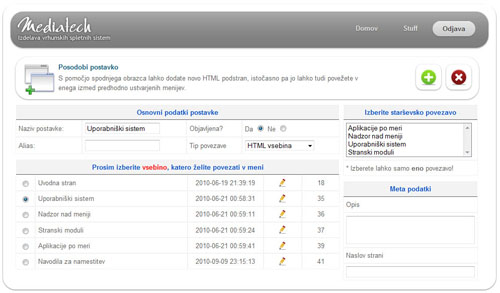 Mediatech
Izdelava vrhunskih spletnih sistem
Domov Stuff Odjava
Posodobi postavko
S pomočjo spodnjega obrazca lahko dodate novo HTML podstran, istočasno pa jo lahko tudi povežete v
enega izmed predhodno ustvarjenih menijev.
Osnovni podatki postavke
Naziv postavke: Uporabniški sistem Objavljena? Da Ne
Alias: Tip povezave HTML vsebina
Prosim izberite vsebino, katero želite povezati v meni
Uvodna stran 2010-06-19 21:39:19 18
Uporabniški sistem 2010-06-21 00:58:31 35
Nadzor nad meniji 2010-06-21 00:59:11 36
Stranski moduli 2010-06-21 00:59:24 37
Aplikacije po meri 2010-06-21 00:59:41 39
Navodila za namestitev 2010-09-09 23:15:13 41
Izberite starševsko povezavo
Aplikacije po meri
Nadzor nad meniji
Uporabniški sistem
Stranski moduli
* Izberete lahko samo eno povezavo!
Meta podatki
Opis
Naslov strani